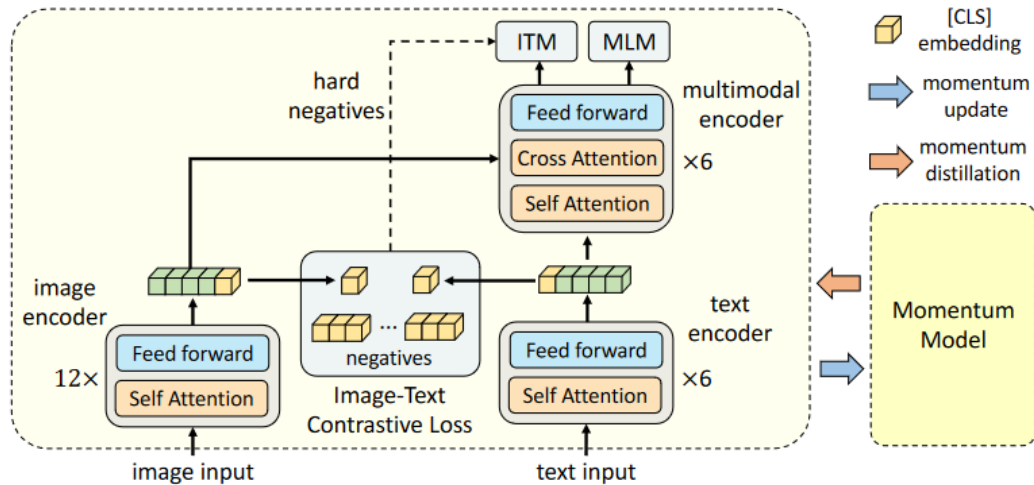 ITM
MLM
[CLS]
embedding
momentum
update
momentum
distillation
hard
negatives
multimodal
encoder
Feed forward
Cross Attention
×6
Self Attention
image
encoder
12×
Feed forward
Self Attention
...
negatives
Image-Text
Contrastive Loss
text
encoder
Feed forward
×6
Self Attention
Momentum
Model
image input
text input